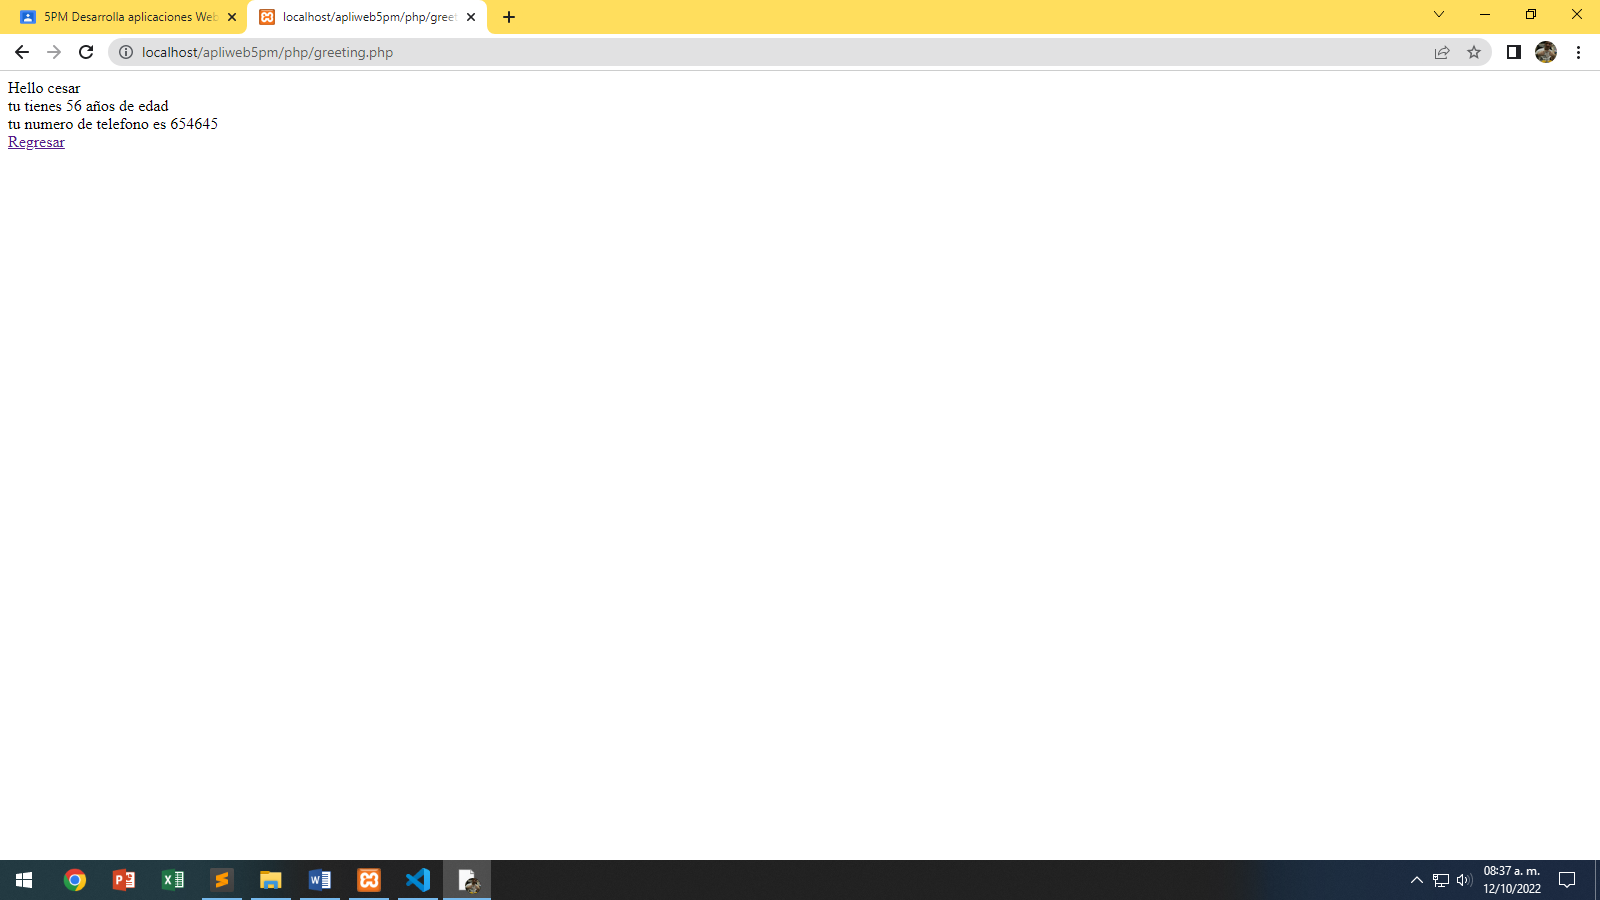 5PM Desarrolla aplicaciones Web
localhost/apliweb5pm/php/greet
localhost/apliweb5pm/php/greeting.php
Hello cesar
tu tienes 56 años de edad
tu numero de telefono es 654645
Regresar
08:37 a. m.
12/10/2022